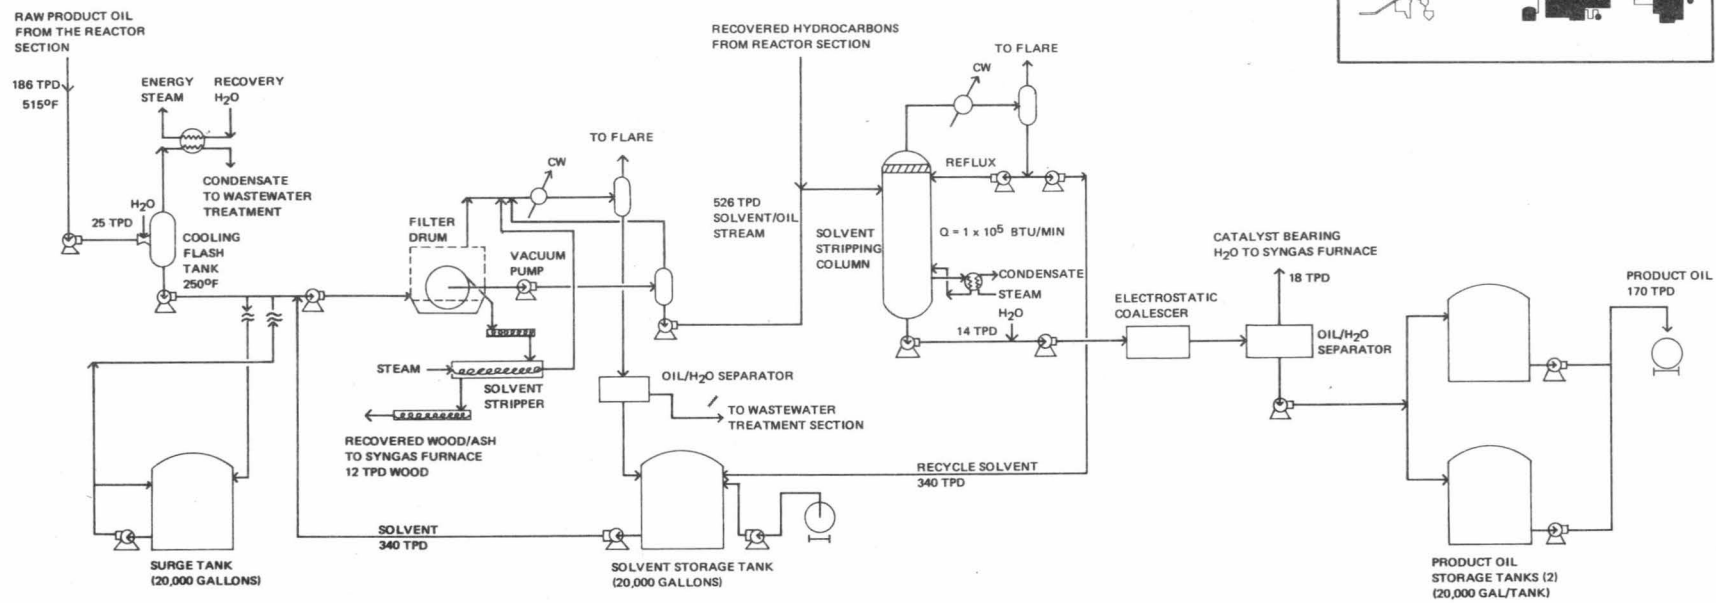 RAW PRODUCT OIL
FROM THE REACTOR
SECTION
186 TPD
515°F
ENERGY RECOVERY
STEAM H2O
CONDENSATE
TO WASTEWATER
TREATMENT
H2O
25 TPD
COOLING
FLASH
TANK
250°F
FILTER
DRUM
VACUUM
PUMP
CW
TO FLARE
STEAM
SOLVENT
STRIPPER
RECOVERED WOOD/ASH
TO SYNGAS FURNACE
12 TPD WOOD
SURGE TANK
(20,000 GALLONS)
SOLVENT
340 TPD
OIL/H2O SEPARATOR
TO WASTEWATER
TREATMENT SECTION
SOLVENT STORAGE TANK
(20,000 GALLONS)
RECYCLE SOLVENT
340 TPD
RECOVERED HYDROCARBONS
FROM REACTOR SECTION
526 TPD
SOLVENT/OIL
STREAM
SOLVENT
STRIPPING
COLUMN
CW
TO FLARE
REFLUX
Q = 1 x 10⁵ BTU/MIN
CONDENSATE
STEAM
H2O
14 TPD
ELECTROSTATIC
COALESCER
CATALYST BEARING
H2O TO SYNGAS FURNACE
18 TPD
OIL/H2O
SEPARATOR
PRODUCT OIL
170 TPD
PRODUCT OIL
STORAGE TANKS (2)
(20,000 GAL/TANK)